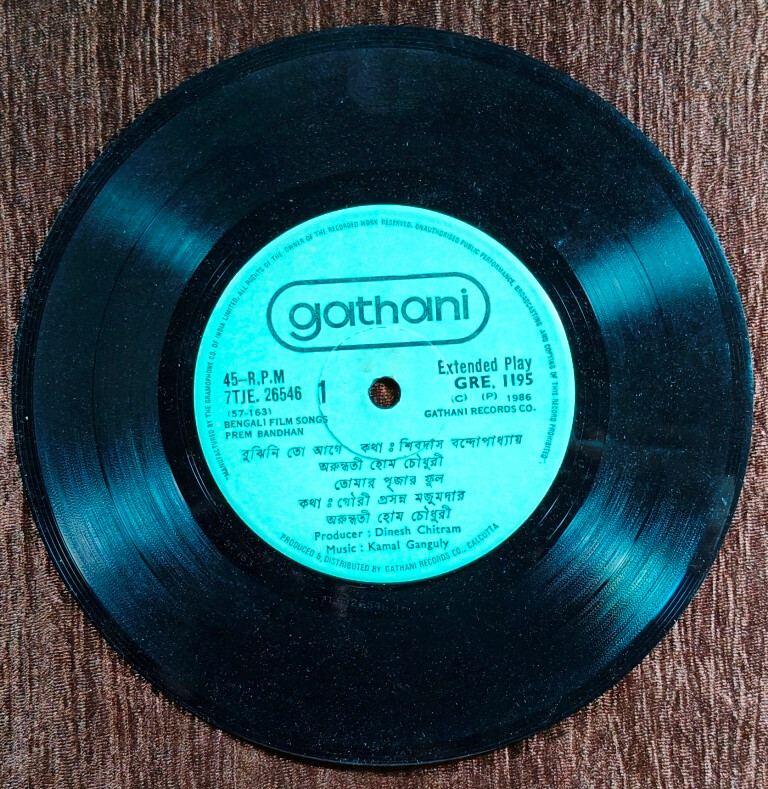 "MANUFACTURED BY THE GRAMOPHONE CO. OF INDIA LIMITED. ALL RIGHTS OF THE. OWNER OF THE RECORDED WORK RESERVED. UNAUTHORISED PUBLIC PERFORMANCE, BROADCASTING AND COPYING OF THIS RECORD PROHIBITED".
gathani
45–R.P.M
7TJE. 26546
1
(57-163)
BENGALI FILM SONGS
PREM BANDHAN
Extended Play
GRE. 1195
(C) (P) 1986
GATHANI RECORDS CO.
বুঝিনি তো আগে কথা : শিবদাস বন্দোপাধ্যায়
অরুন্ধতী হোম চৌধুরী
তোমার পূজার ফুল
কথা : গৌরী প্রসন্ন মজুমদার
অরুন্ধতী হোম চৌধুরী
Producer : Dinesh Chitram
Music : Kamal Ganguly
PRODUCED & DISTRIBUTED BY GATHANI RECORDS CO., CALCUTTA